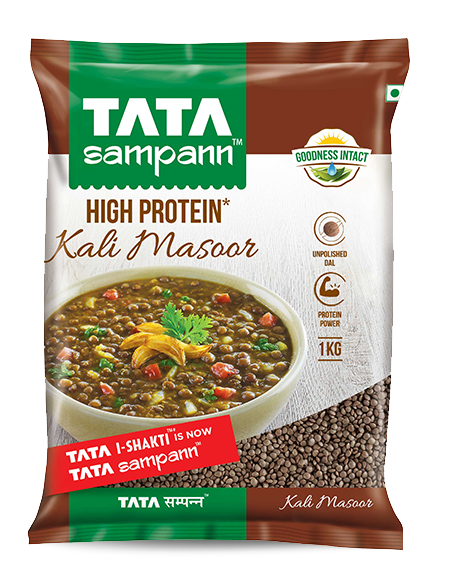 TATA
sampann™
GOODNESS INTACT
HIGH PROTEIN*
Kali Masoor
UNPOLISHED
DAL
PROTEIN
POWER
1KG
TATA I-SHAKTI™* IS NOW
TATA sampann™
TATA सम्पन्न™
Kali Masoor